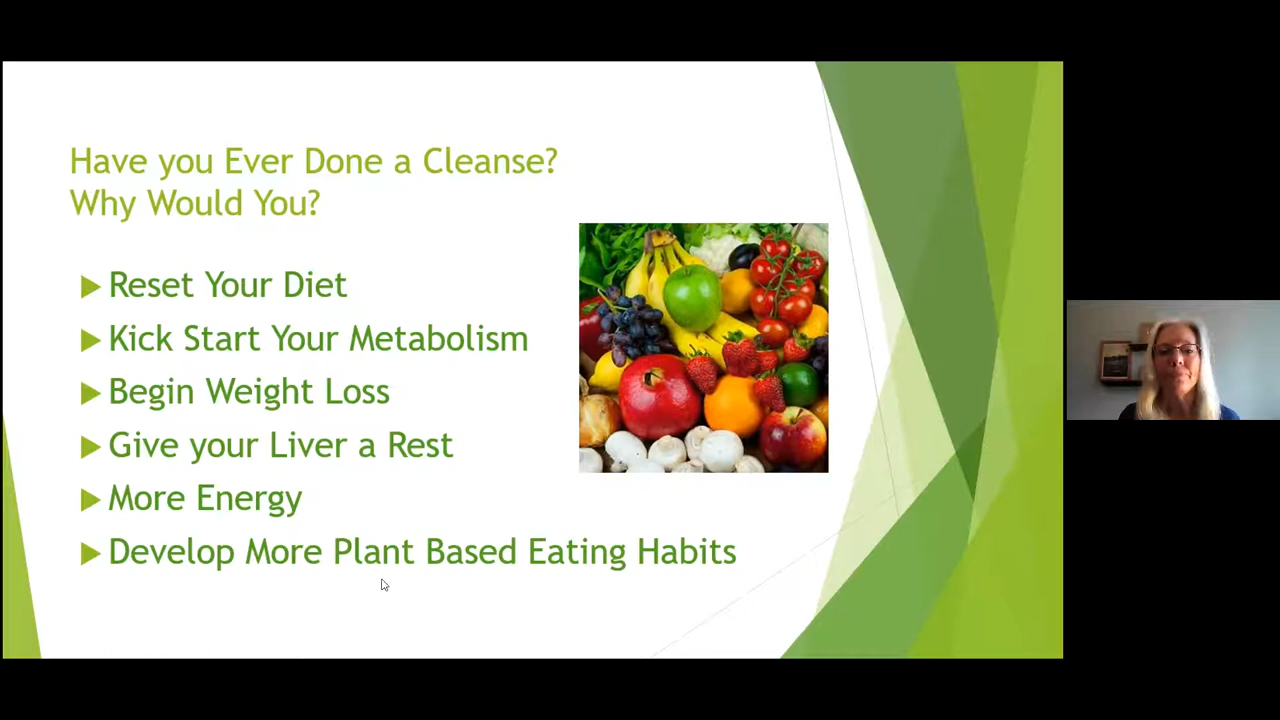 Have you Ever Done a Cleanse?
Why Would You?
Reset Your Diet
Kick Start Your Metabolism
Begin Weight Loss
Give your Liver a Rest
More Energy
Develop More Plant Based Eating Habits